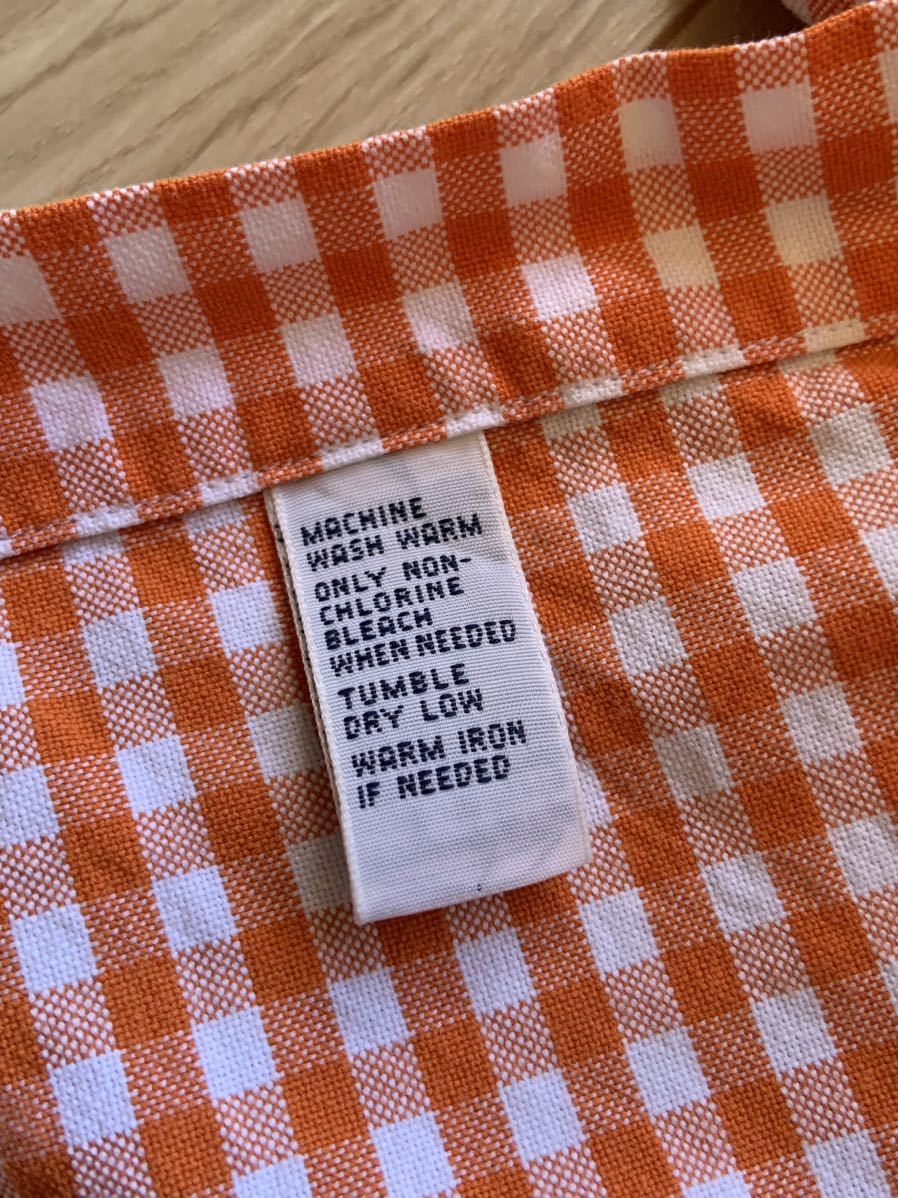 MACHINE
WASH WARM
ONLY NON-
CHLORINE
BLEACH
WHEN NEEDED
TUMBLE
DRY LOW
WARM IRON
IF NEEDED